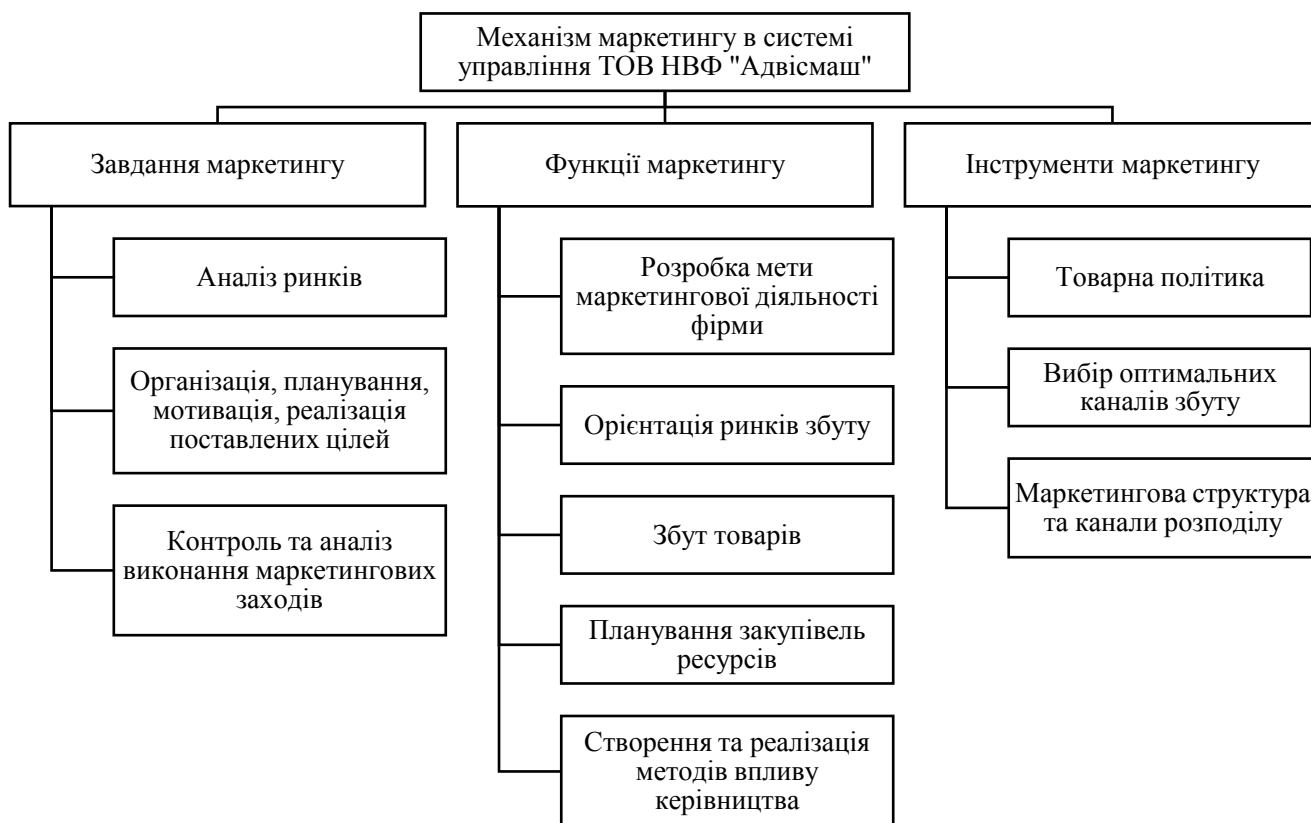 Механізм маркетингу в системі
управління ТОВ НВФ "Адвісмаш"
Завдання маркетингу
Аналіз ринків
Організація, планування,
мотивація, реалізація
поставлених цілей
Контроль та аналіз
виконання маркетингових
заходів
Функції маркетингу
Розробка мети
маркетингової діяльності
фірми
Орієнтація ринків збуту
Збут товарів
Планування закупівель
ресурсів
Створення та реалізація
методів впливу
керівництва
Інструменти маркетингу
Товарна політика
Вибір оптимальних
каналів збуту
Маркетингова структура
та канали розподілу